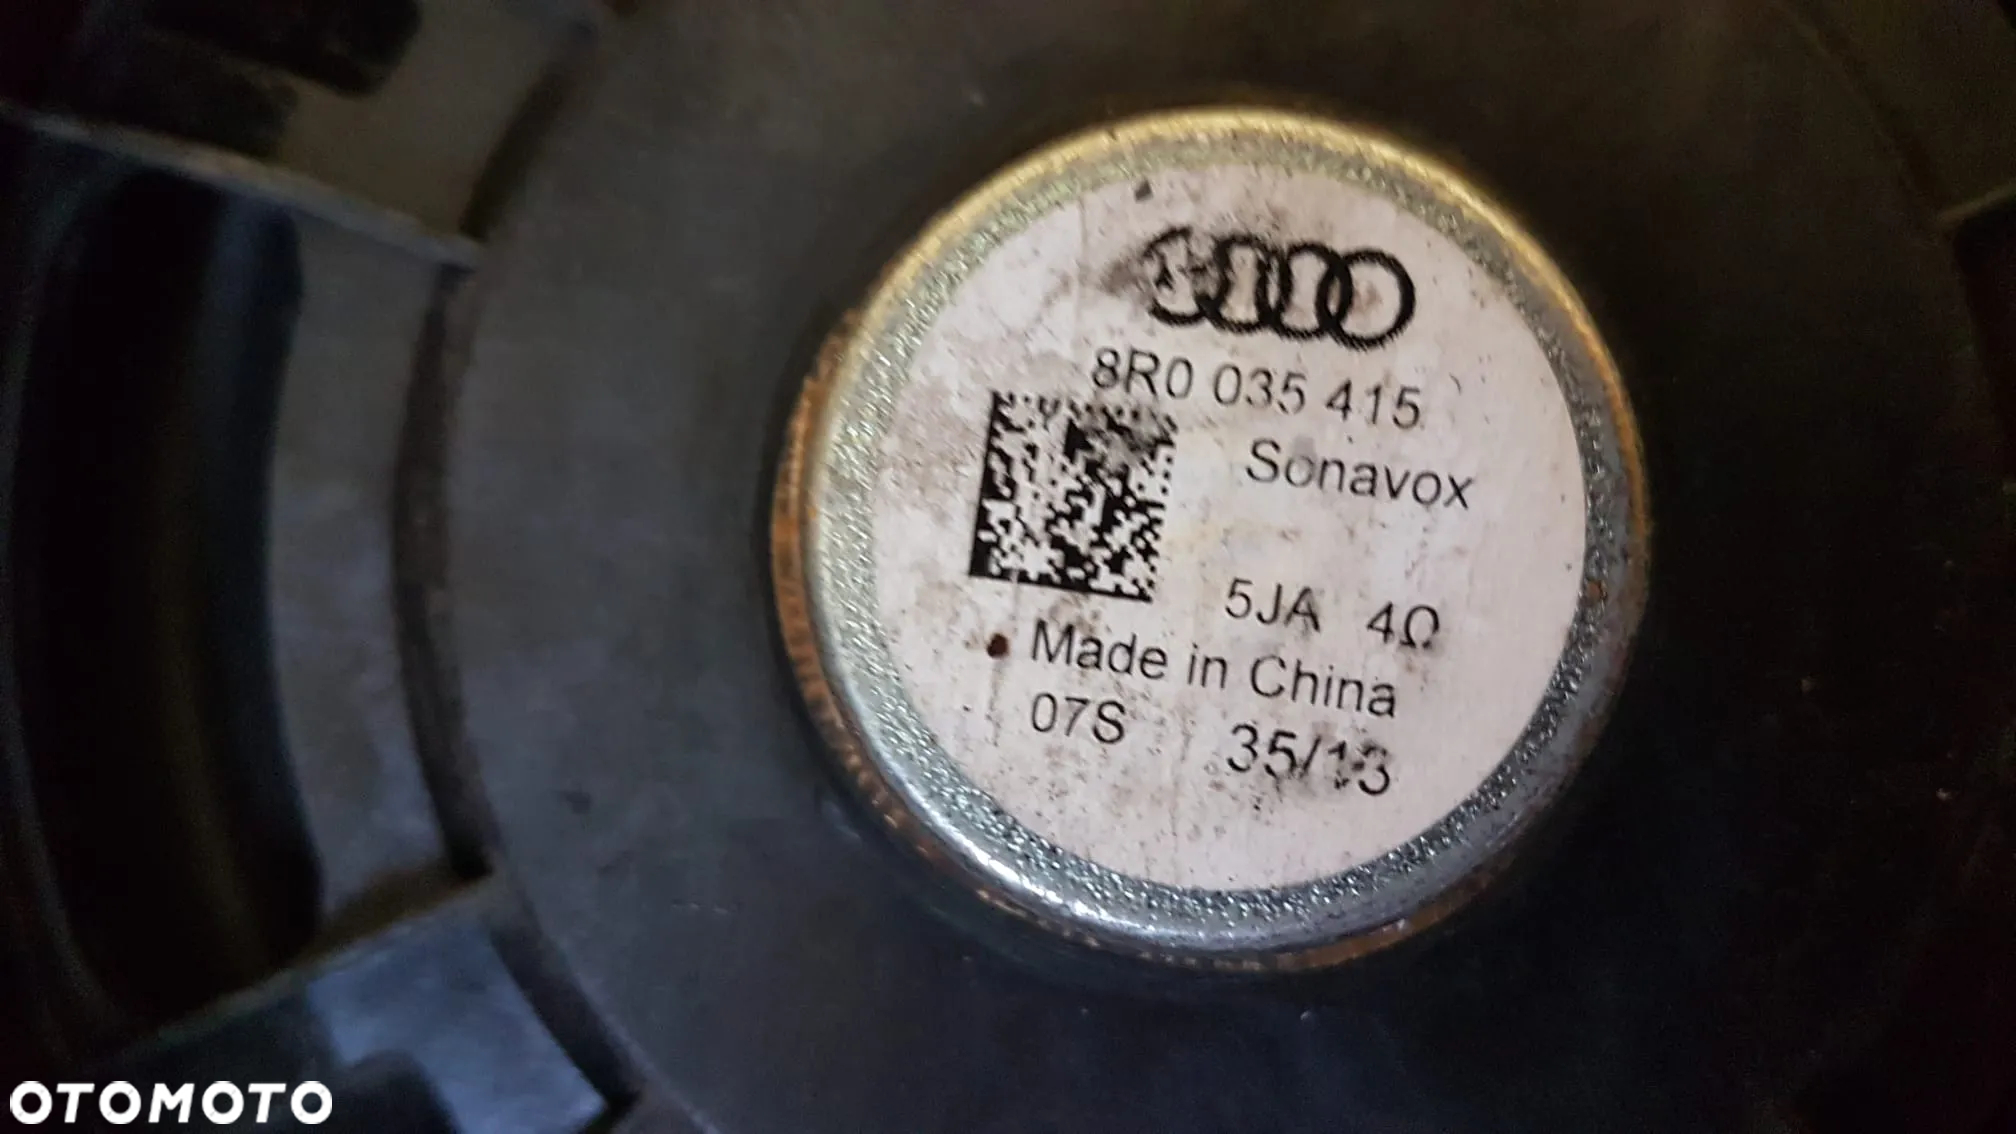 8R0 035 415
Sonavox
5JA 4Ω
Made in China
07S 35/13
OTOMOTO